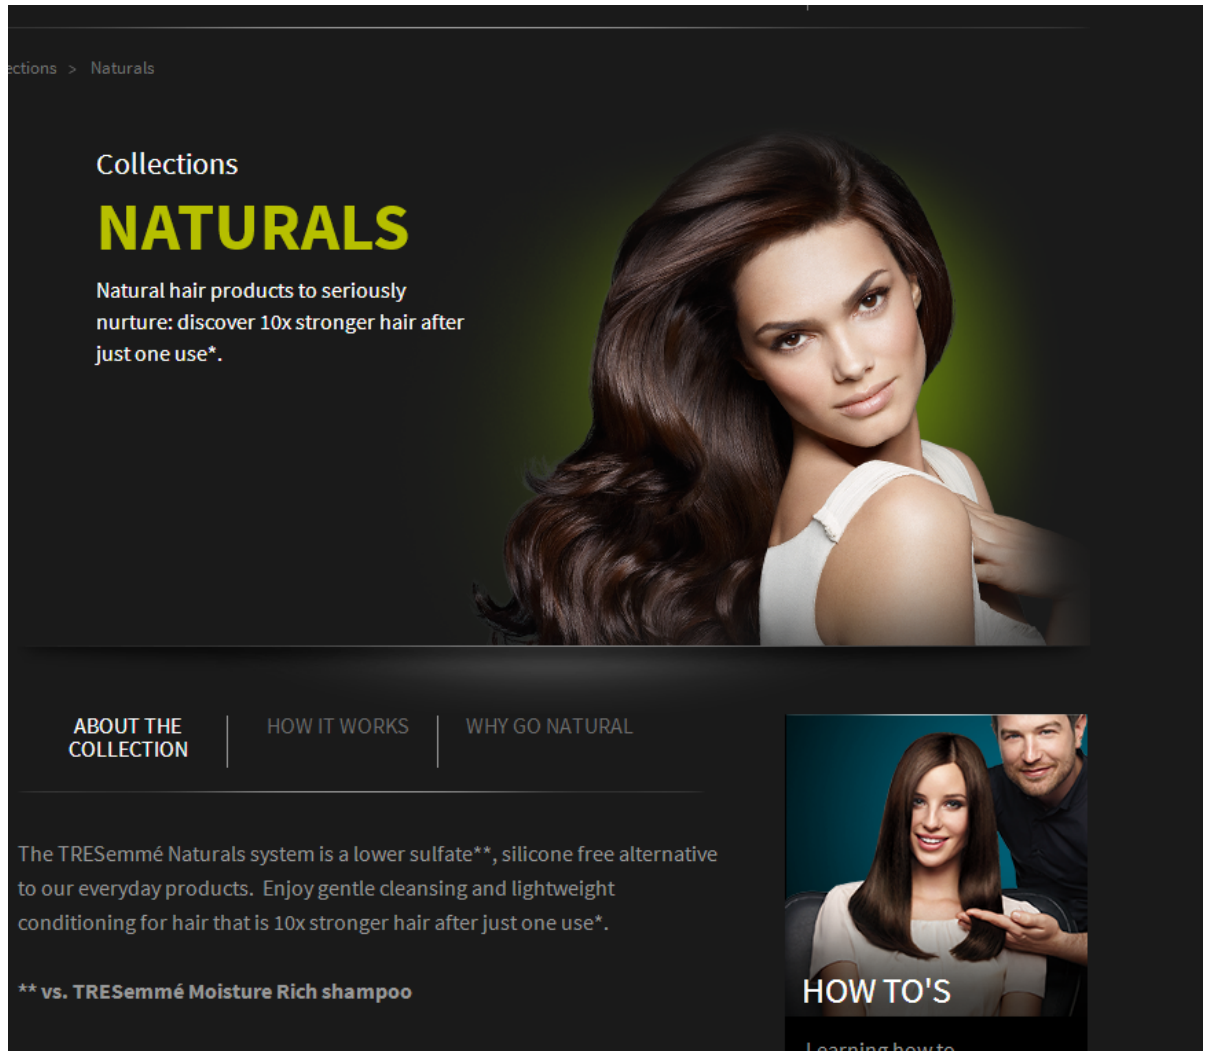 ections > Naturals
Collections
NATURALS
Natural hair products to seriously
nurture: discover 10x stronger hair after
just one use*.
ABOUT THE
COLLECTION
HOW IT WORKS
WHY GO NATURAL
The TRESemmé Naturals system is a lower sulfate**, silicone free alternative
to our everyday products.  Enjoy gentle cleansing and lightweight
conditioning for hair that is 10x stronger hair after just one use*.
** vs. TRESemmé Moisture Rich shampoo
HOW TO'S
Learning how to